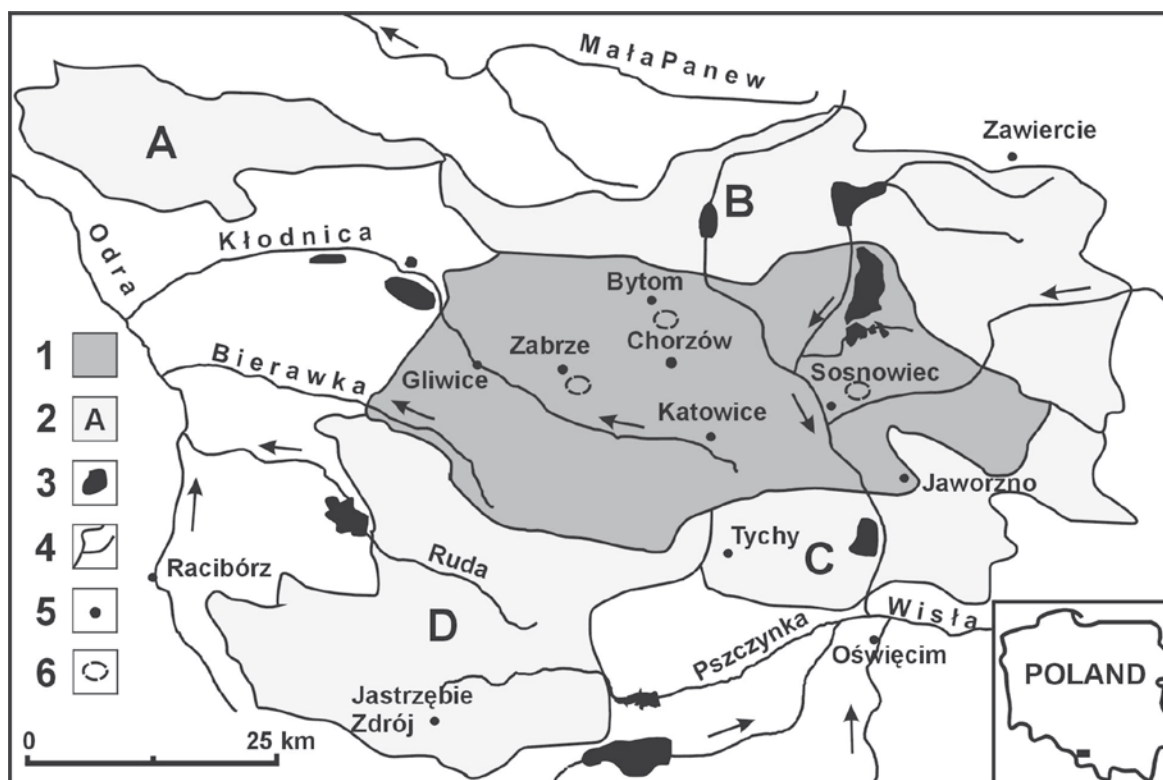 Mała Panew
Zawiercie
A
B
Odra
Kłodnica
Bytom
Chorzów
Zabrze
Sosnowiec
1
Bierawka
Gliwice
Katowice
2 A
3
Jaworzno
4
Tychy
C
Racibórz
Ruda
5
Wisła
D
Pszczynka
Oświęcim
6
POLAND
Jastrzębie
Zdrój
0 25 km